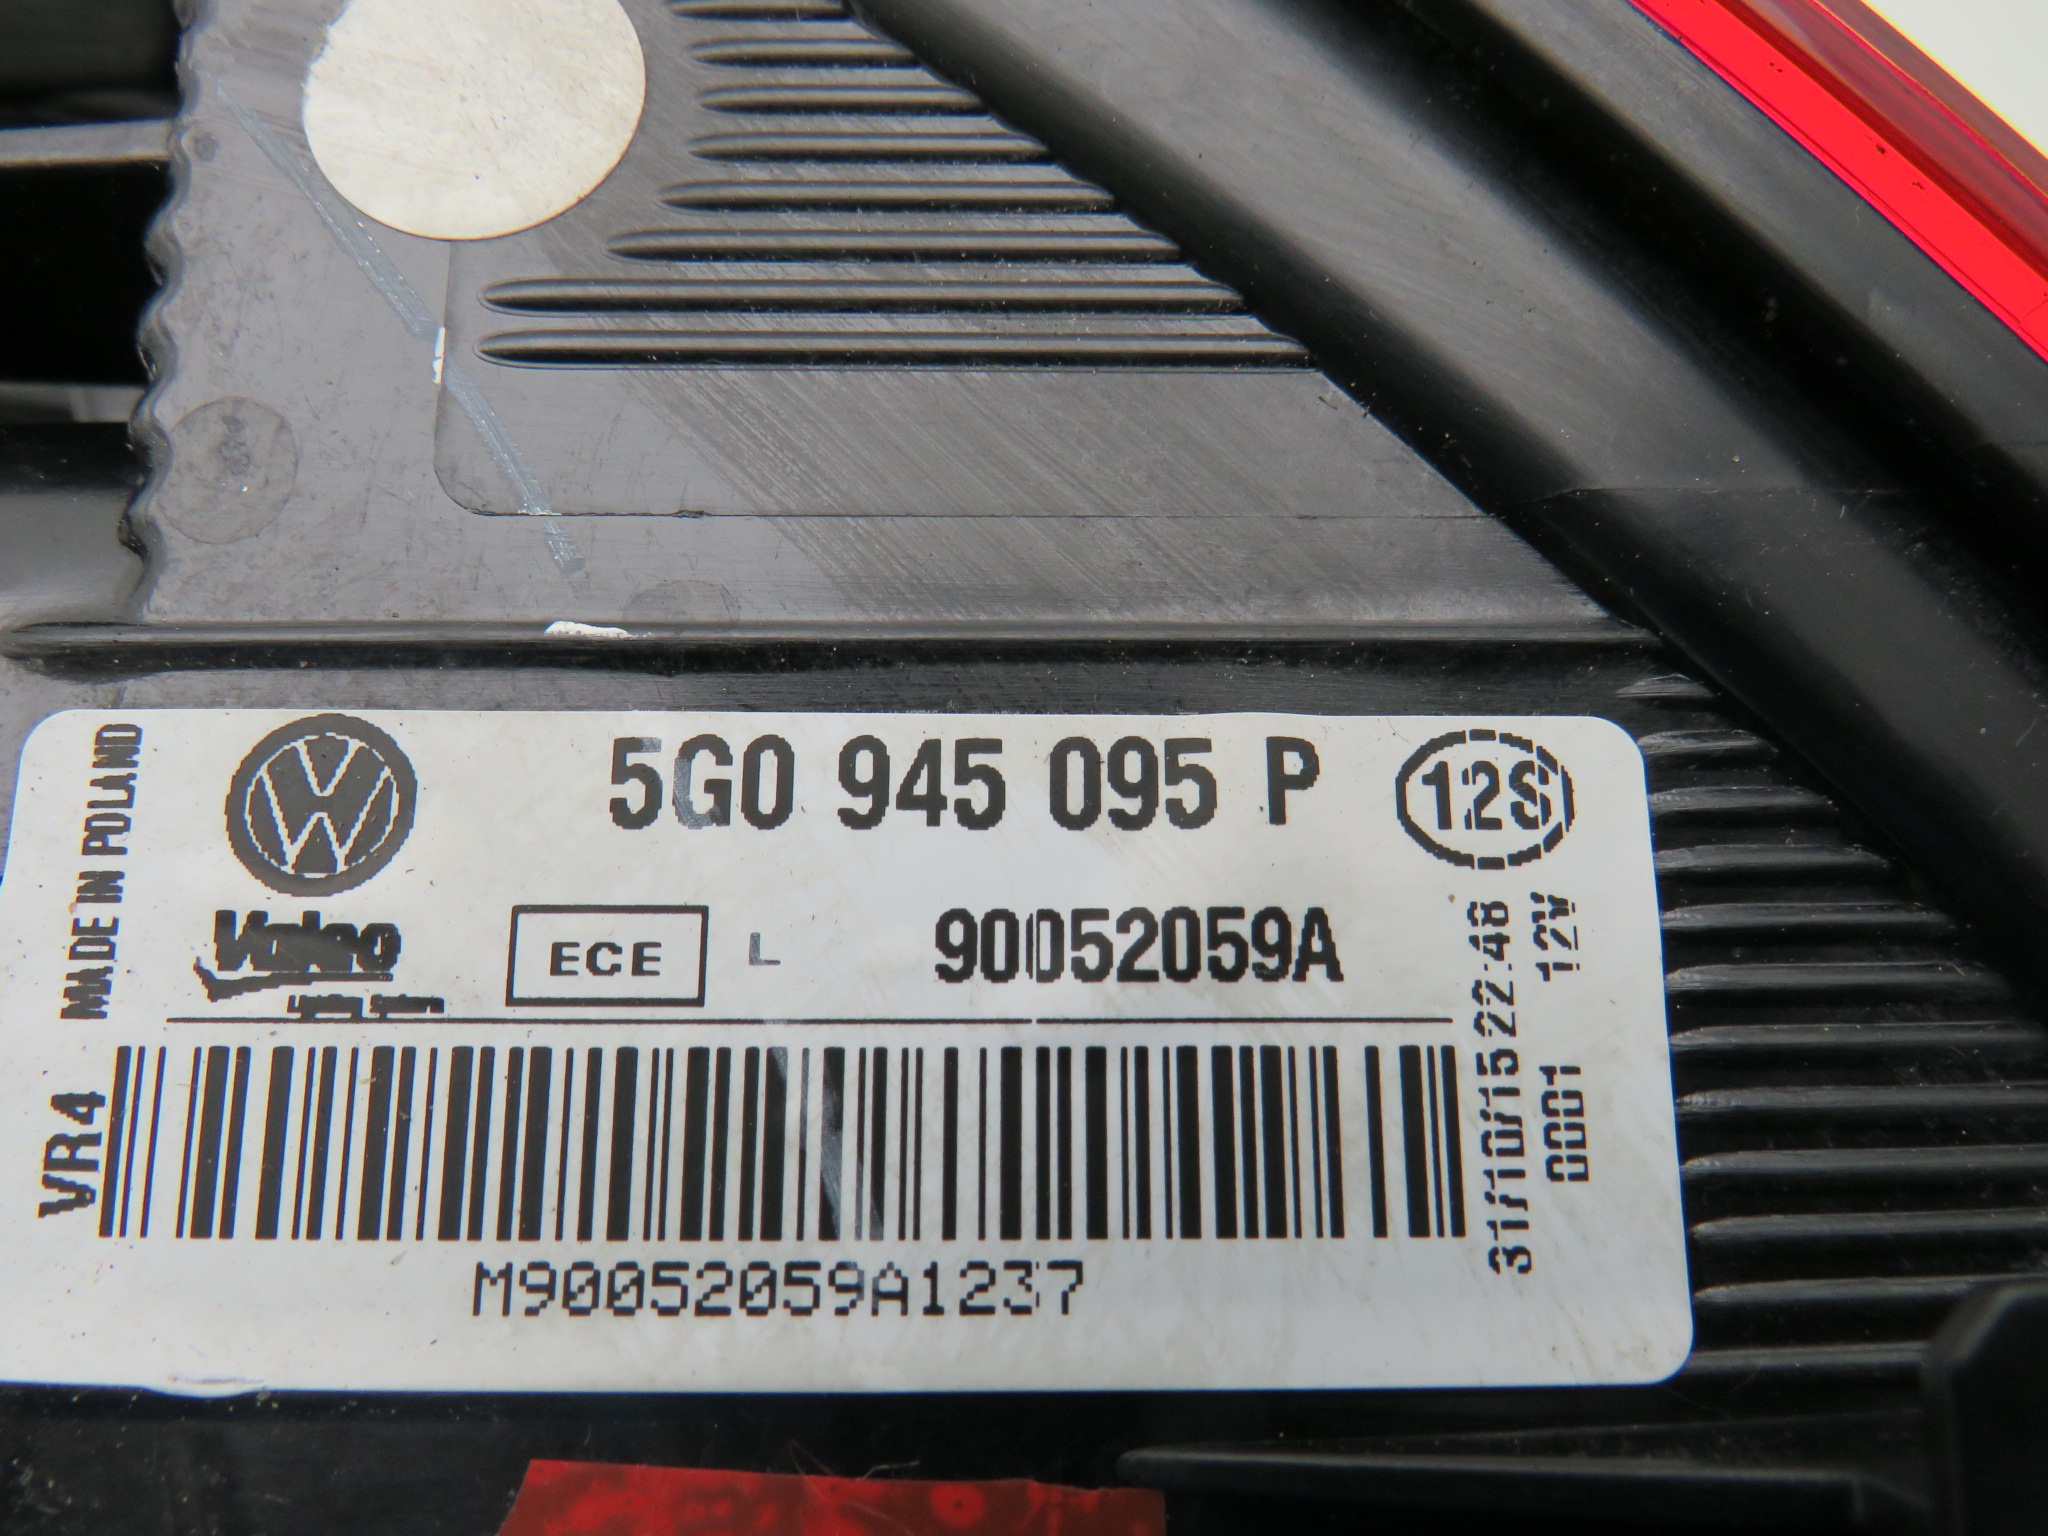 MADE IN POLAND
5G0 945 095 P
12S
Valeo
ECE
L
90052059A
12V
31/10/15 22:48
0001
VR4
M90052059A1237